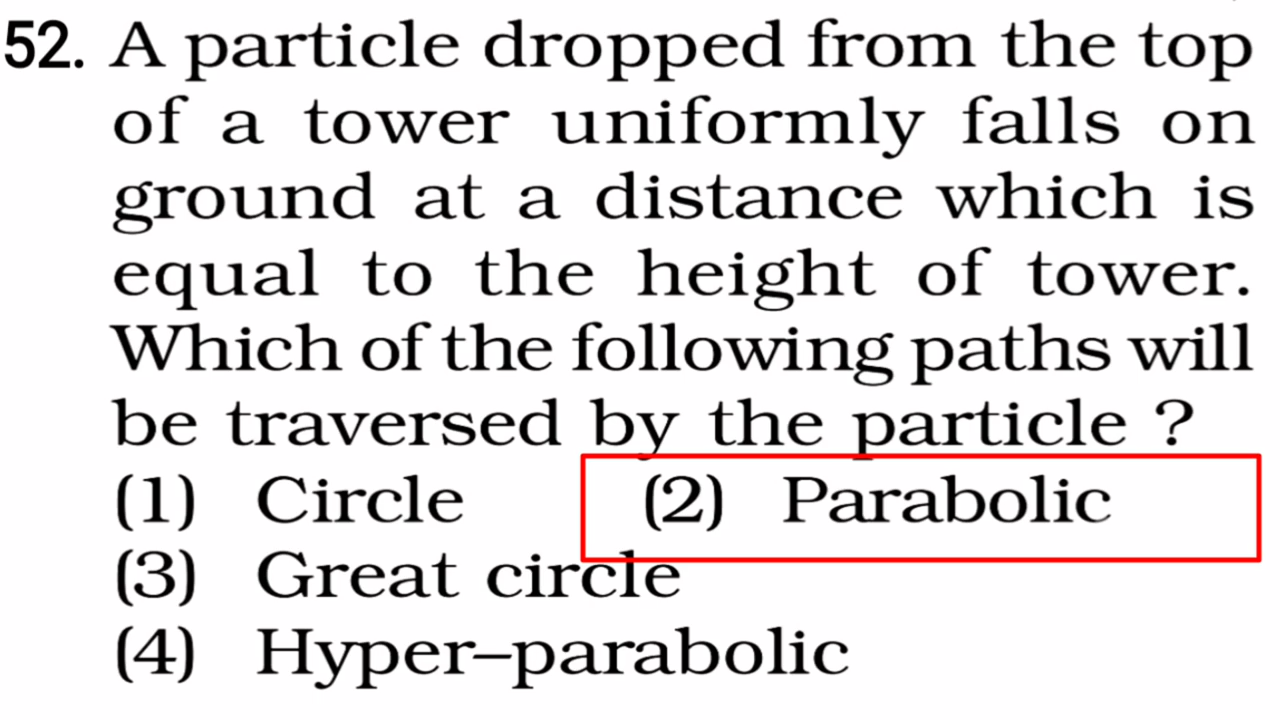 52. A particle dropped from the top
of a tower uniformly falls on
ground at a distance which is
equal to the height of tower.
Which of the following paths will
be traversed by the particle ?
(1) Circle (2) Parabolic
(3) Great circle
(4) Hyper–parabolic